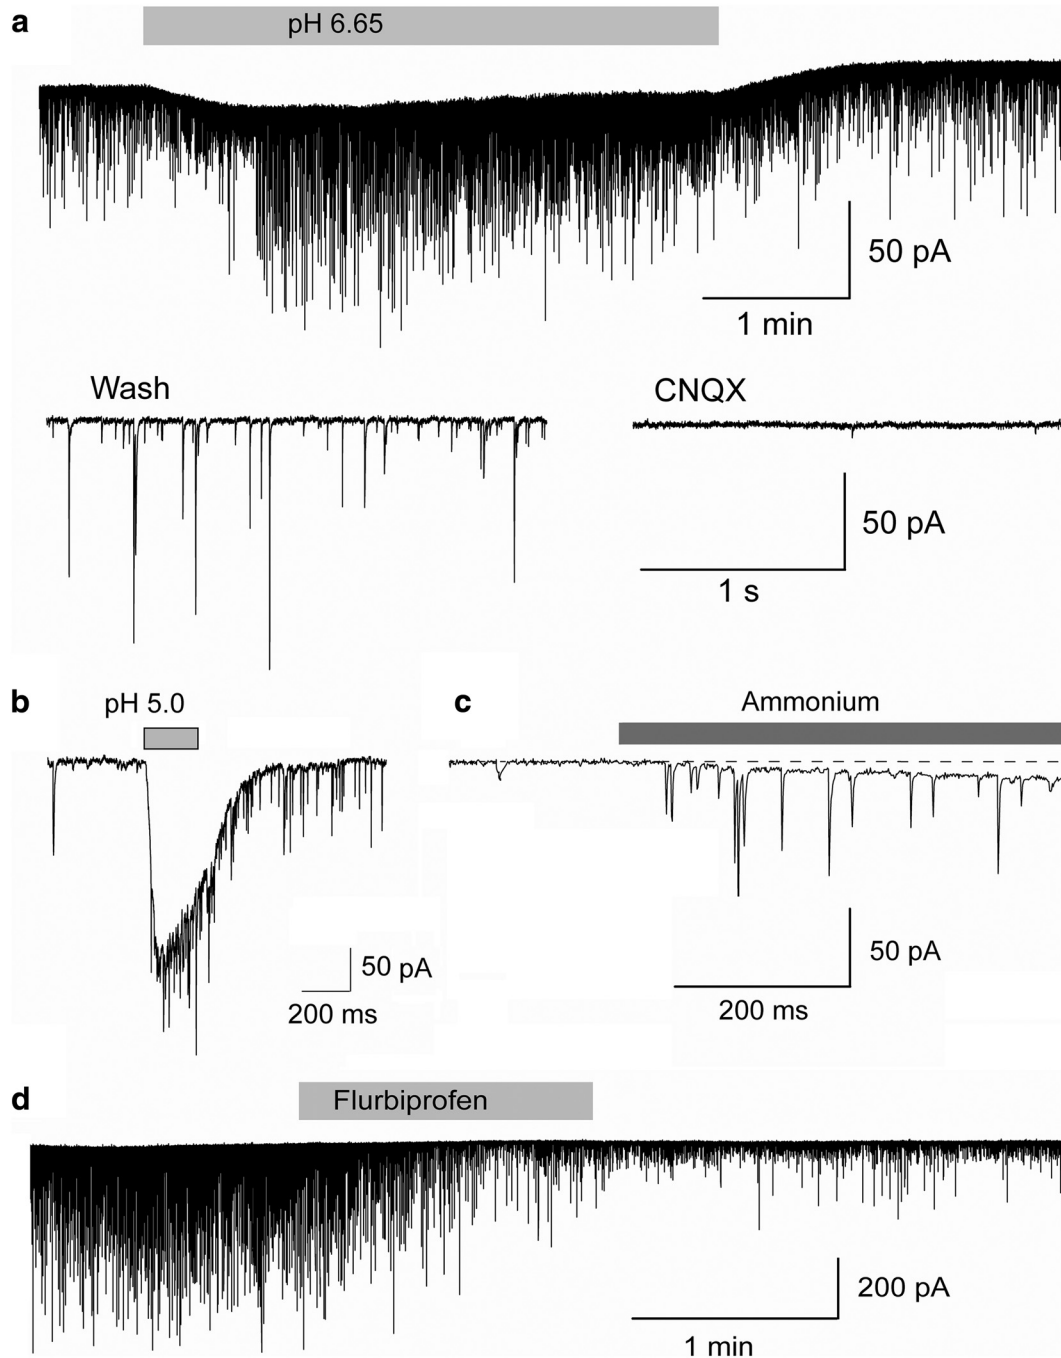 a
pH 6.65
50 pA
1 min
Wash
CNQX
50 pA
1 s
b
pH 5.0
50 pA
200 ms
c
Ammonium
50 pA
200 ms
d
Flurbiprofen
200 pA
1 min